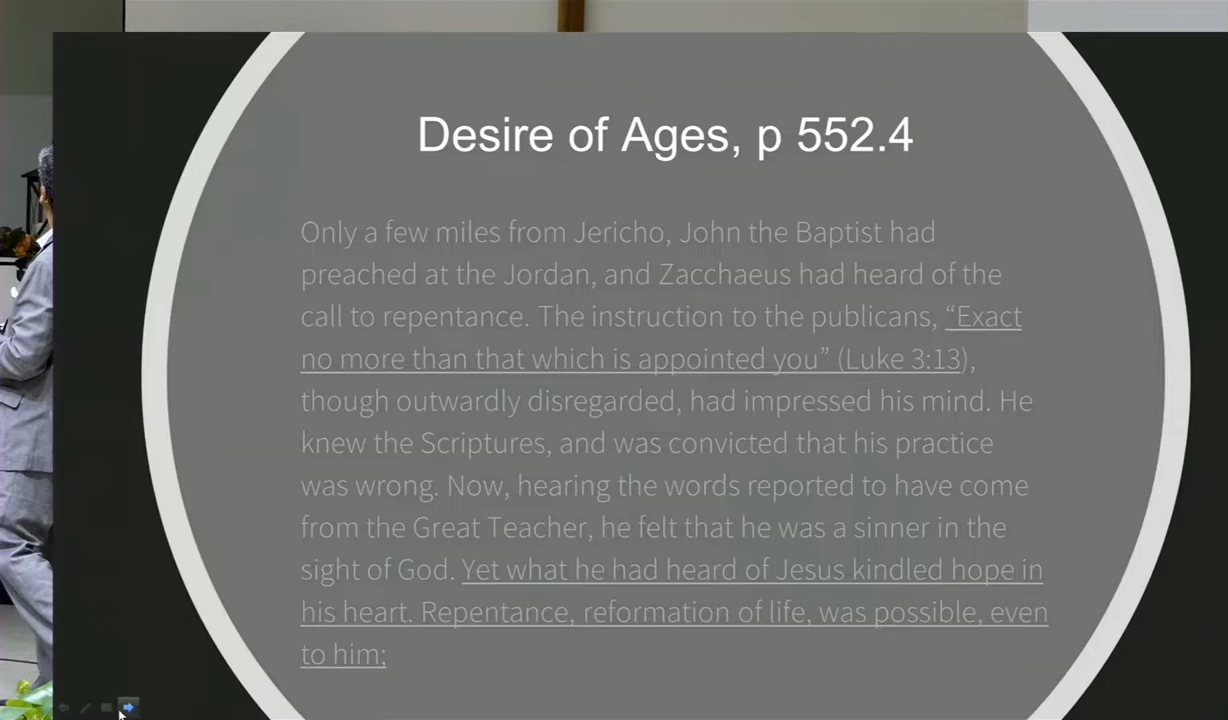 Desire of Ages, p 552.4
Only a few miles from Jericho, John the Baptist had
preached at the Jordan, and Zacchaeus had heard of the
call to repentance. The instruction to the publicans, “Exact
no more than that which is appointed you” (Luke 3:13),
though outwardly disregarded, had impressed his mind. He
knew the Scriptures, and was convicted that his practice
was wrong. Now, hearing the words reported to have come
from the Great Teacher, he felt that he was a sinner in the
sight of God. Yet what he had heard of Jesus kindled hope in
his heart. Repentance, reformation of life, was possible, even
to him;